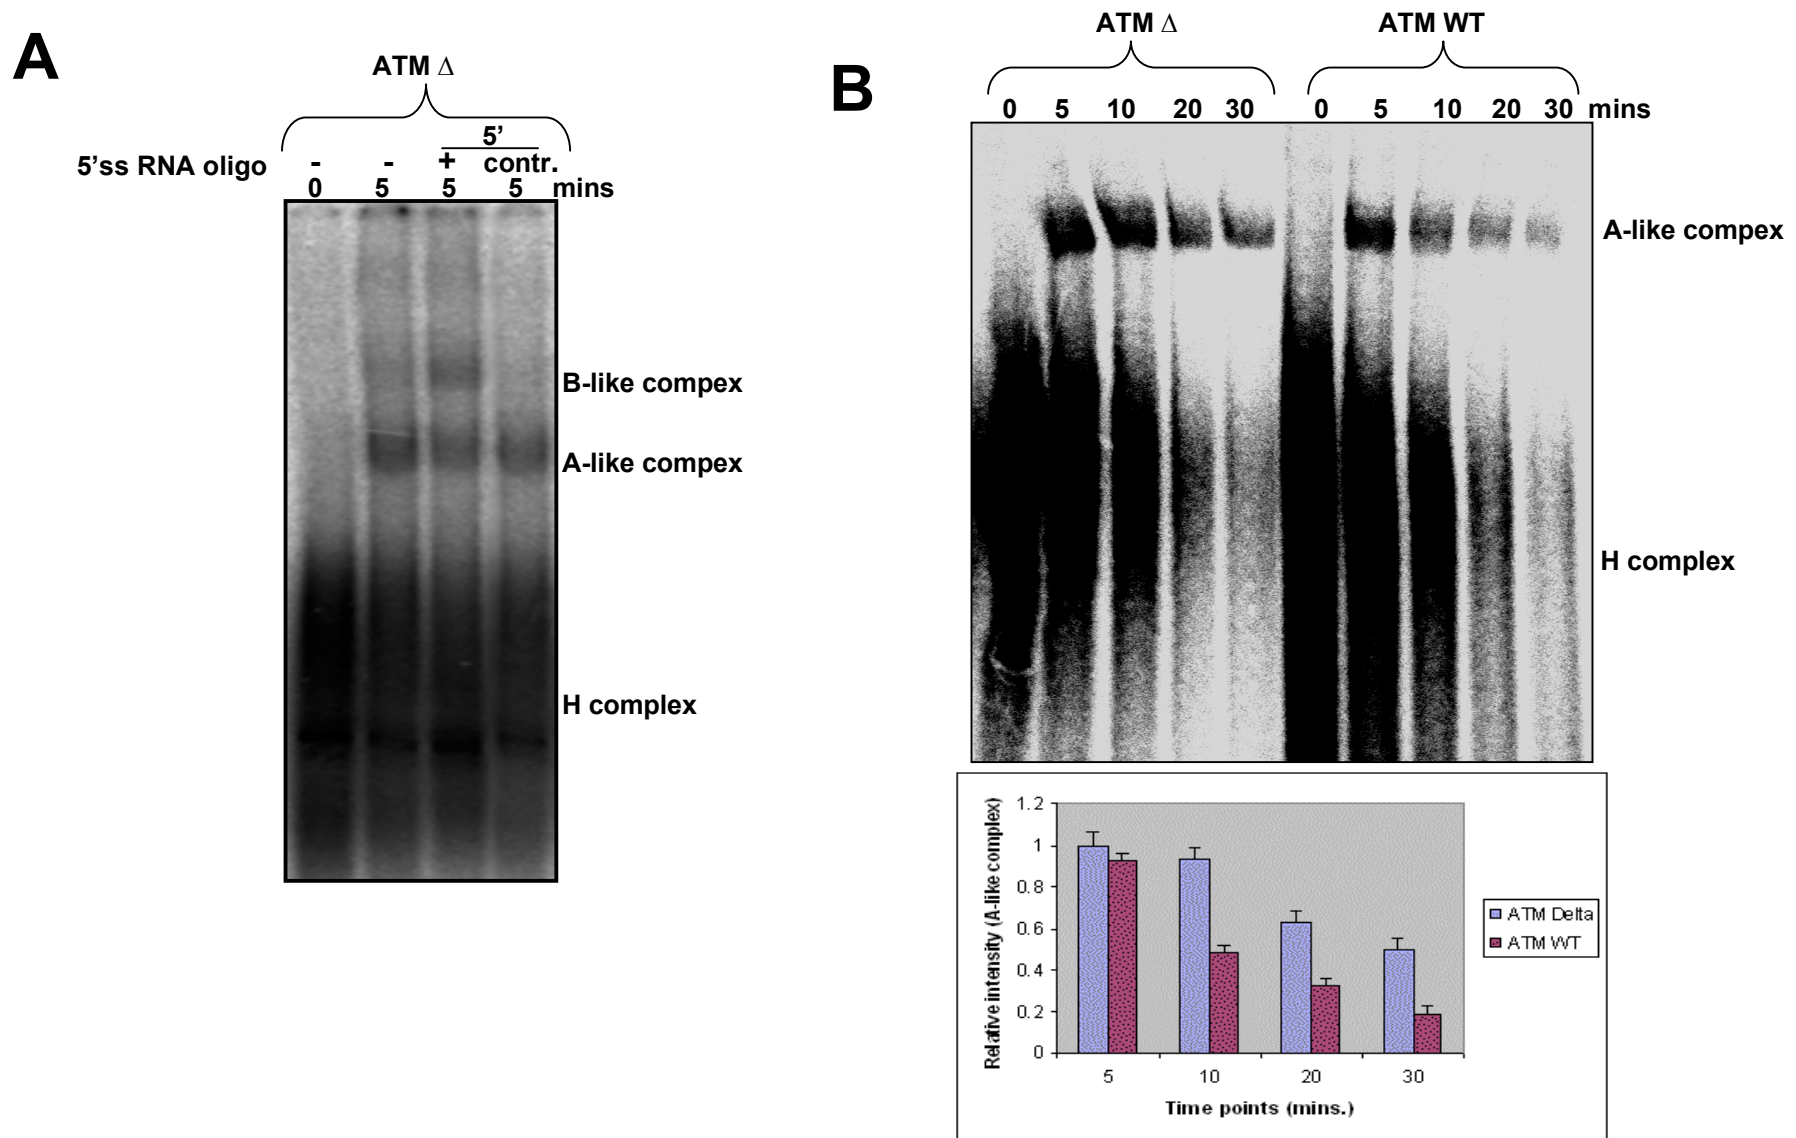 A
ATM Δ
5'
5'ss RNA oligo - - + contr.
0 5 5 5 mins
B-like compex
A-like compex
H complex
B
ATM Δ ATM WT
0 5 10 20 30 0 5 10 20 30 mins
A-like compex
H complex
Relative intensity (A-like complex)
1.2
1
0.8
0.6
0.4
0.2
0
5 10 20 30
Time points (mins.)
ATM Delta
ATM WT